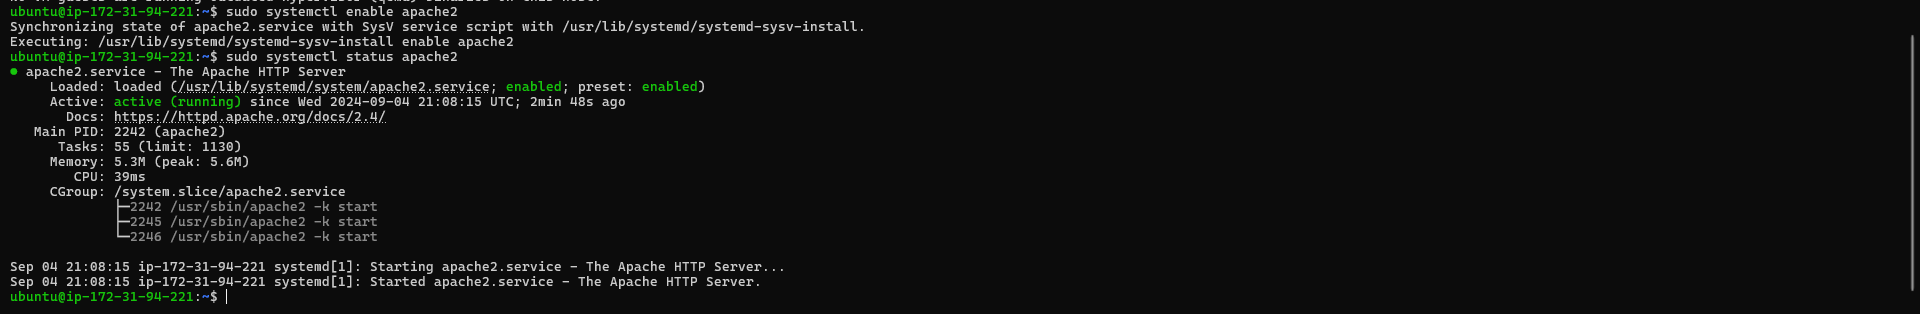 ubuntu@ip-172-31-94-221:~$ sudo systemctl enable apache2
Synchronizing state of apache2.service with SysV service script with /usr/lib/systemd/systemd-sysv-install.
Executing: /usr/lib/systemd/systemd-sysv-install enable apache2
ubuntu@ip-172-31-94-221:~$ sudo systemctl status apache2
● apache2.service - The Apache HTTP Server
     Loaded: loaded (/usr/lib/systemd/system/apache2.service; enabled; preset: enabled)
     Active: active (running) since Wed 2024-09-04 21:08:15 UTC; 2min 48s ago
       Docs: https://httpd.apache.org/docs/2.4/
   Main PID: 2242 (apache2)
      Tasks: 55 (limit: 1130)
     Memory: 5.3M (peak: 5.6M)
        CPU: 39ms
     CGroup: /system.slice/apache2.service
             ├─2242 /usr/sbin/apache2 -k start
             ├─2245 /usr/sbin/apache2 -k start
             └─2246 /usr/sbin/apache2 -k start
Sep 04 21:08:15 ip-172-31-94-221 systemd[1]: Starting apache2.service - The Apache HTTP Server...
Sep 04 21:08:15 ip-172-31-94-221 systemd[1]: Started apache2.service - The Apache HTTP Server.
ubuntu@ip-172-31-94-221:~$